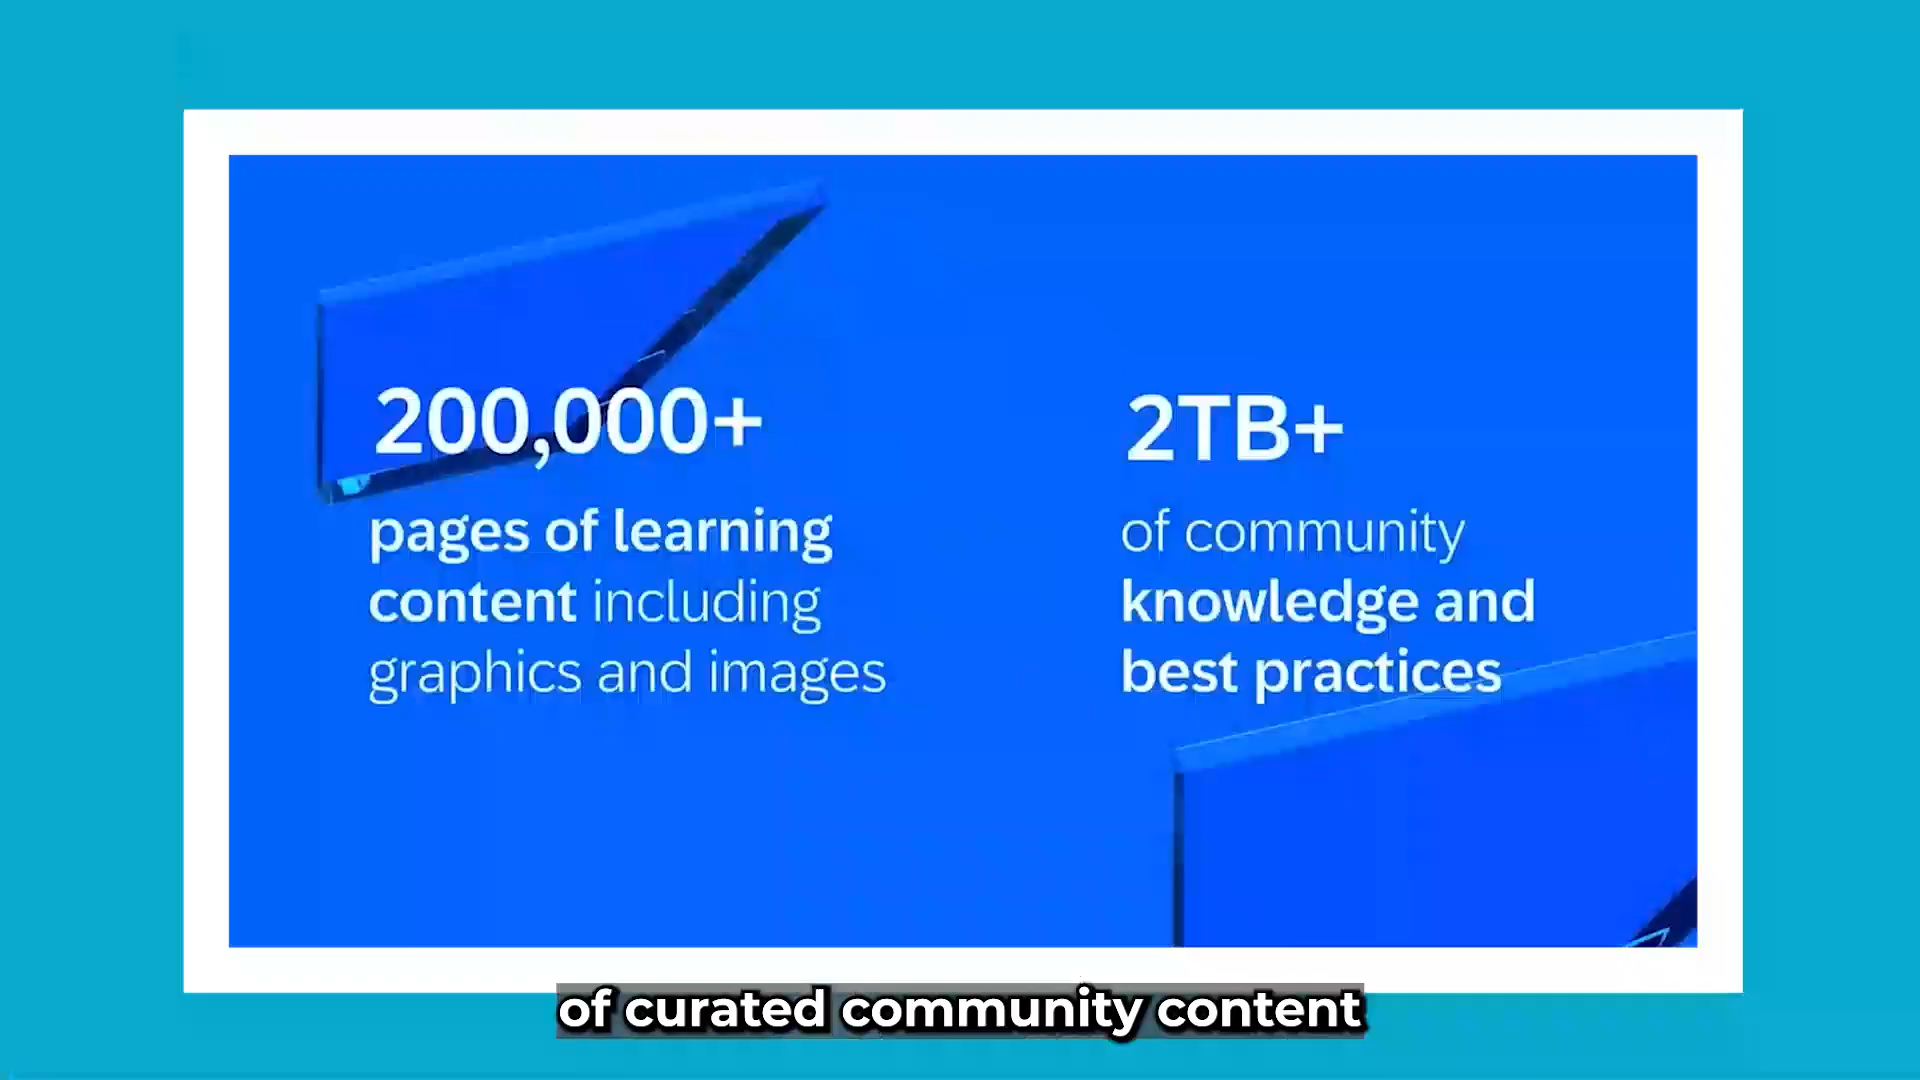 200,000+
pages of learning
content including
graphics and images
2TB+
of community
knowledge and
best practices
of curated community content